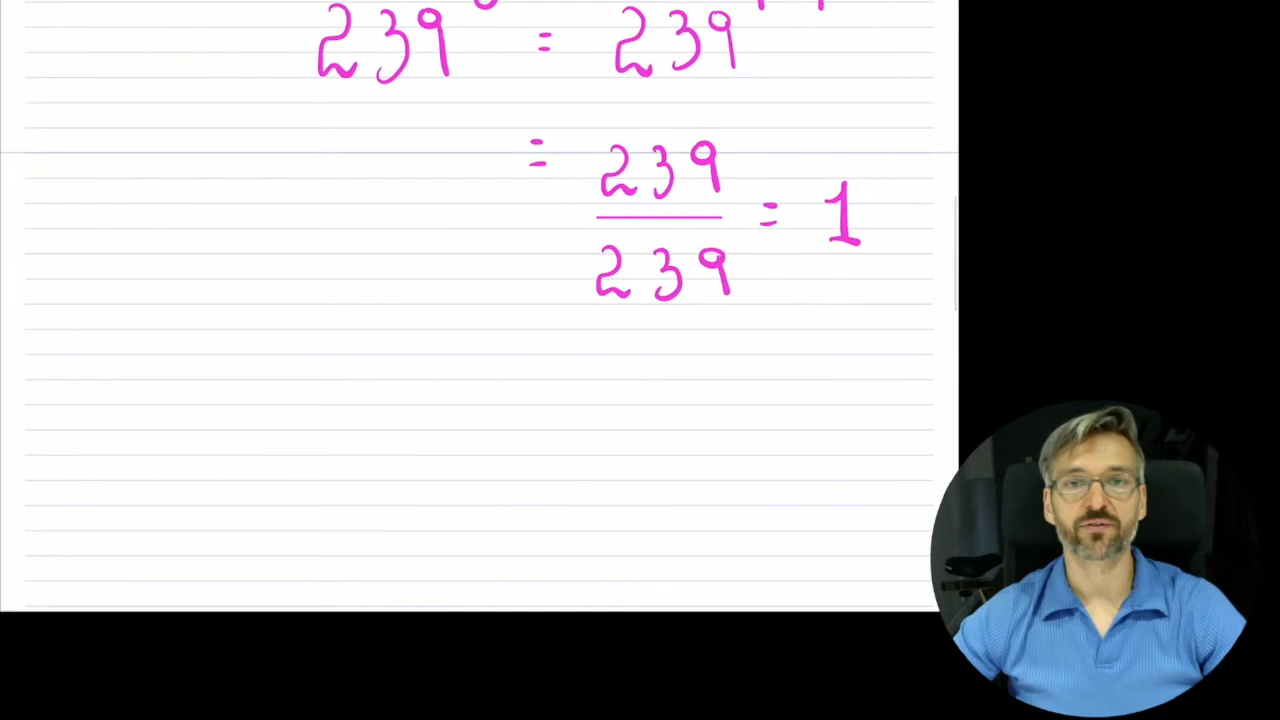 239 = 239
= 239
239 = 1